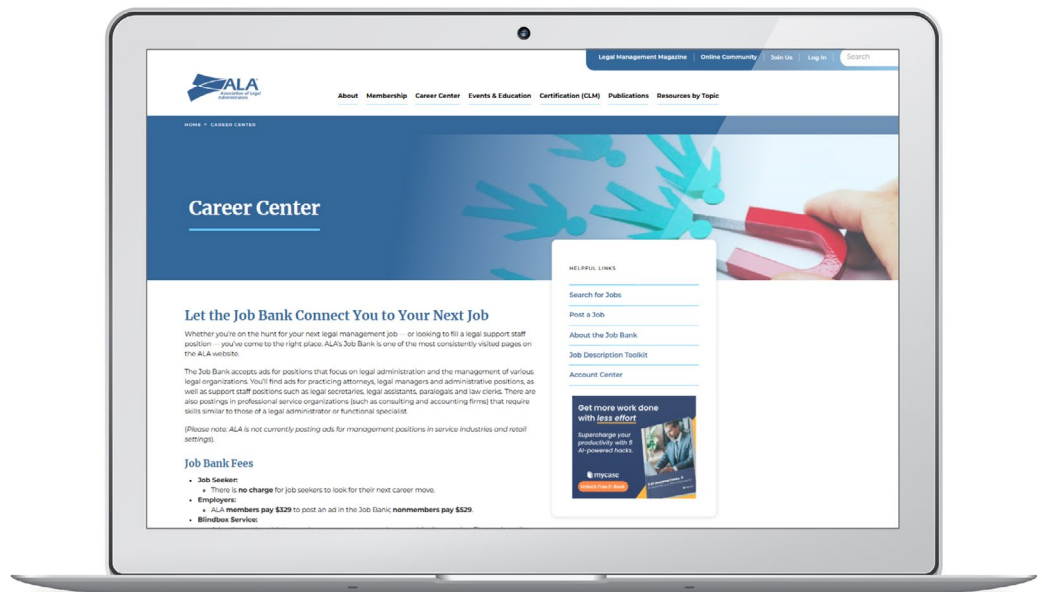 Legal Management Magazine Online Community Join Us Log In Search
ALA
Association of Legal
Administrators
About Membership Career Center Events & Education Certification (CLM) Publications Resources by Topic
HOME CAREER CENTER
Career Center
HELPFUL LINKS
Search for Jobs
Post a Job
About the Job Bank
Job Description Toolkit
Account Center
Let the Job Bank Connect You to Your Next Job
Whether you're on the hunt for your next legal management job — or looking to fill a legal support staff
position — you've come to the right place. ALA's Job Bank is one of the most consistently visited pages on
the ALA website.
The Job Bank accepts ads for positions that focus on legal administration and the management of various
legal organizations. You'll find ads for practicing attorneys, legal managers and administrative positions, as
well as support staff positions such as legal secretaries, legal assistants, paralegals and law clerks. There are
also postings in professional service organizations (such as consulting and accounting firms) that require
skills similar to those of a legal administrator or functional specialist.
(Please note: ALA is not currently posting ads for management positions in service industries and retail
settings).
Job Bank Fees
• Job Seeker:
There is no charge for job seekers to look for their next career move.
• Employers:
ALA members pay $329 to post an ad in the Job Bank; nonmembers pay $529.
• Blindbox Service:
Get more work done
with less effort
Supercharge your
productivity with 5
AI-powered hacks.
mycase
Unlock Free E-Book